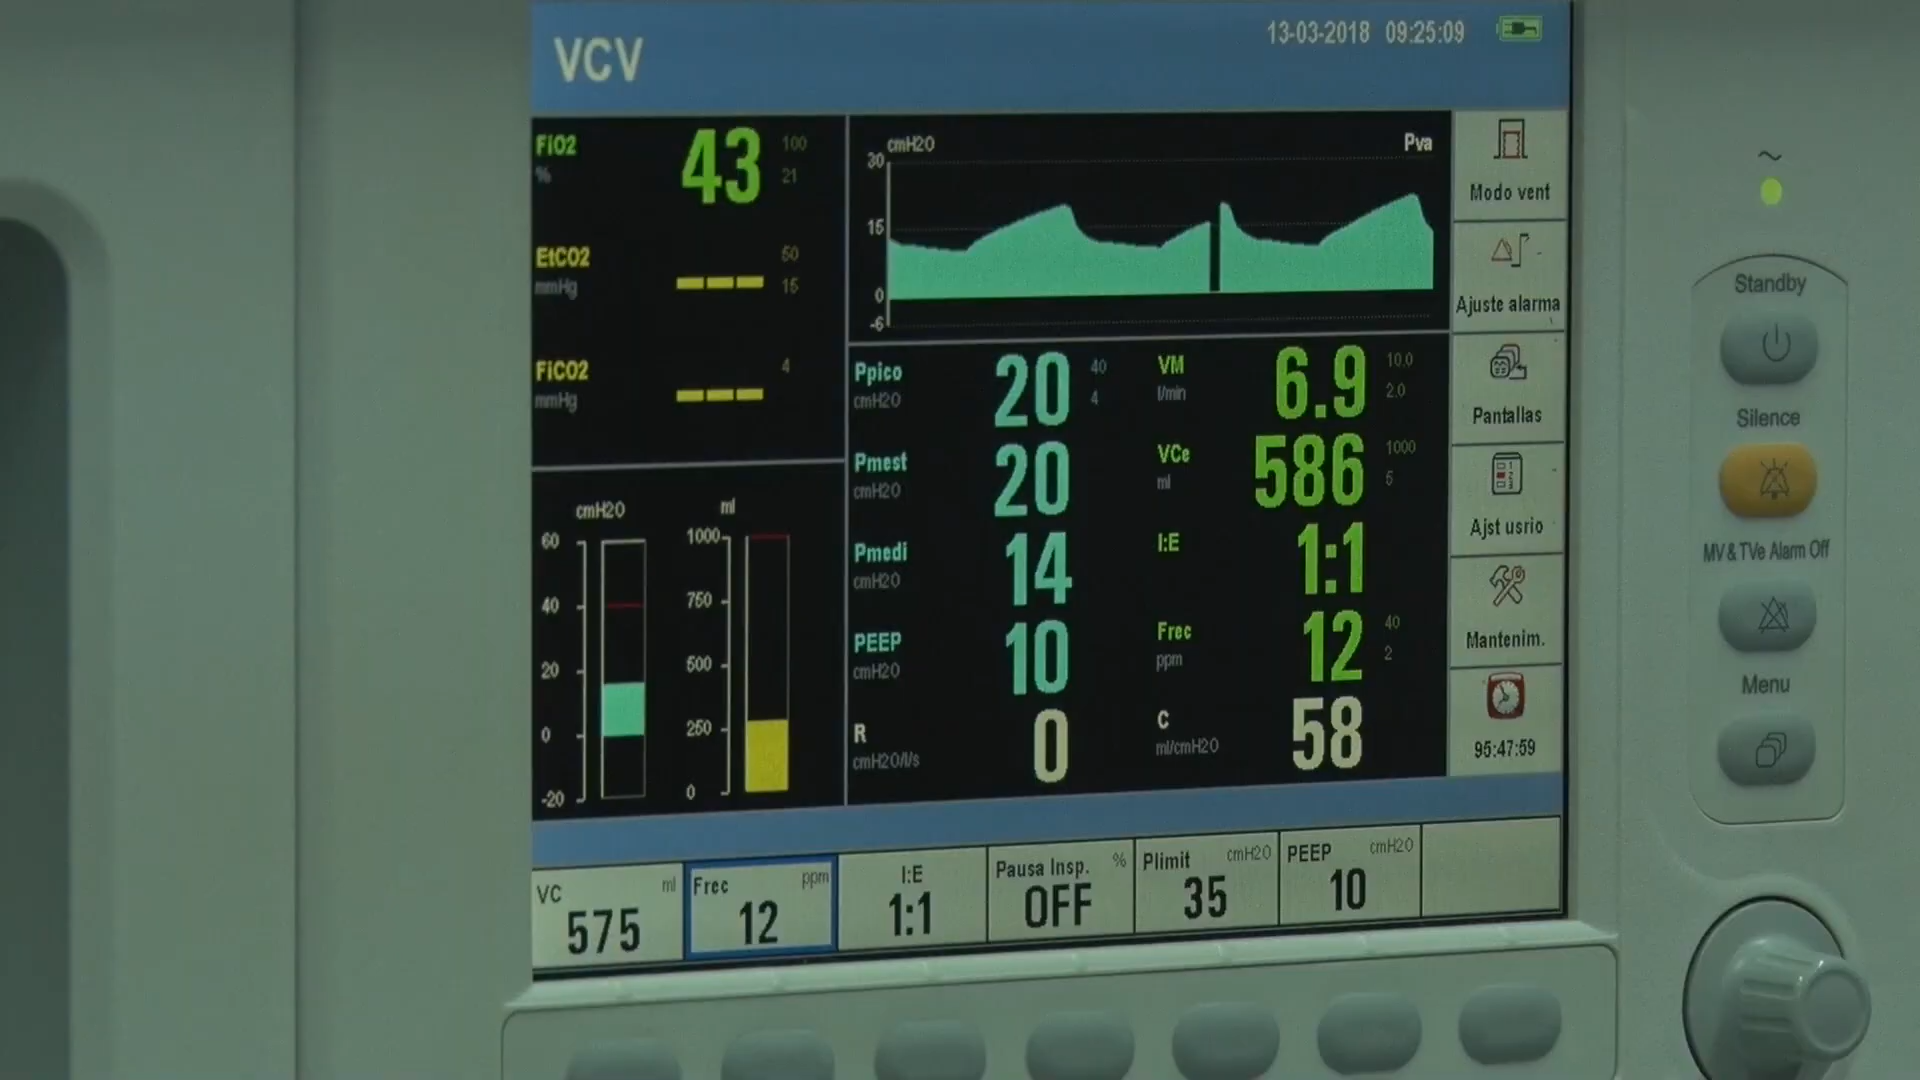 VCV
13-03-2018 09:25:09
FiO2
%
43
100
21
EtCO2
mmHg
50
15
FiCO2
mmHg
4
cmH2O
Pva
30
15
0
-6
Ppico
cmH2O
20
40
4
Pmest
cmH2O
20
Pmedi
cmH2O
14
PEEP
cmH2O
10
R
cmH2O/l/s
0
VM
l/min
6.9
10.0
2.0
VCe
ml
586
1000
5
I:E
1:1
Frec
ppm
12
40
2
C
ml/cmH2O
58
cmH2O
60
40
20
0
-20
ml
1000
750
500
250
0
Modo vent
Ajuste alarma
Pantallas
Ajst usrio
Mantenim.
95:47:59
VC ml
575
Frec ppm
12
I:E
1:1
Pausa Insp. %
OFF
Plimit cmH2O
35
PEEP cmH2O
10
~
Standby
Silence
MV & TVe Alarm Off
Menu